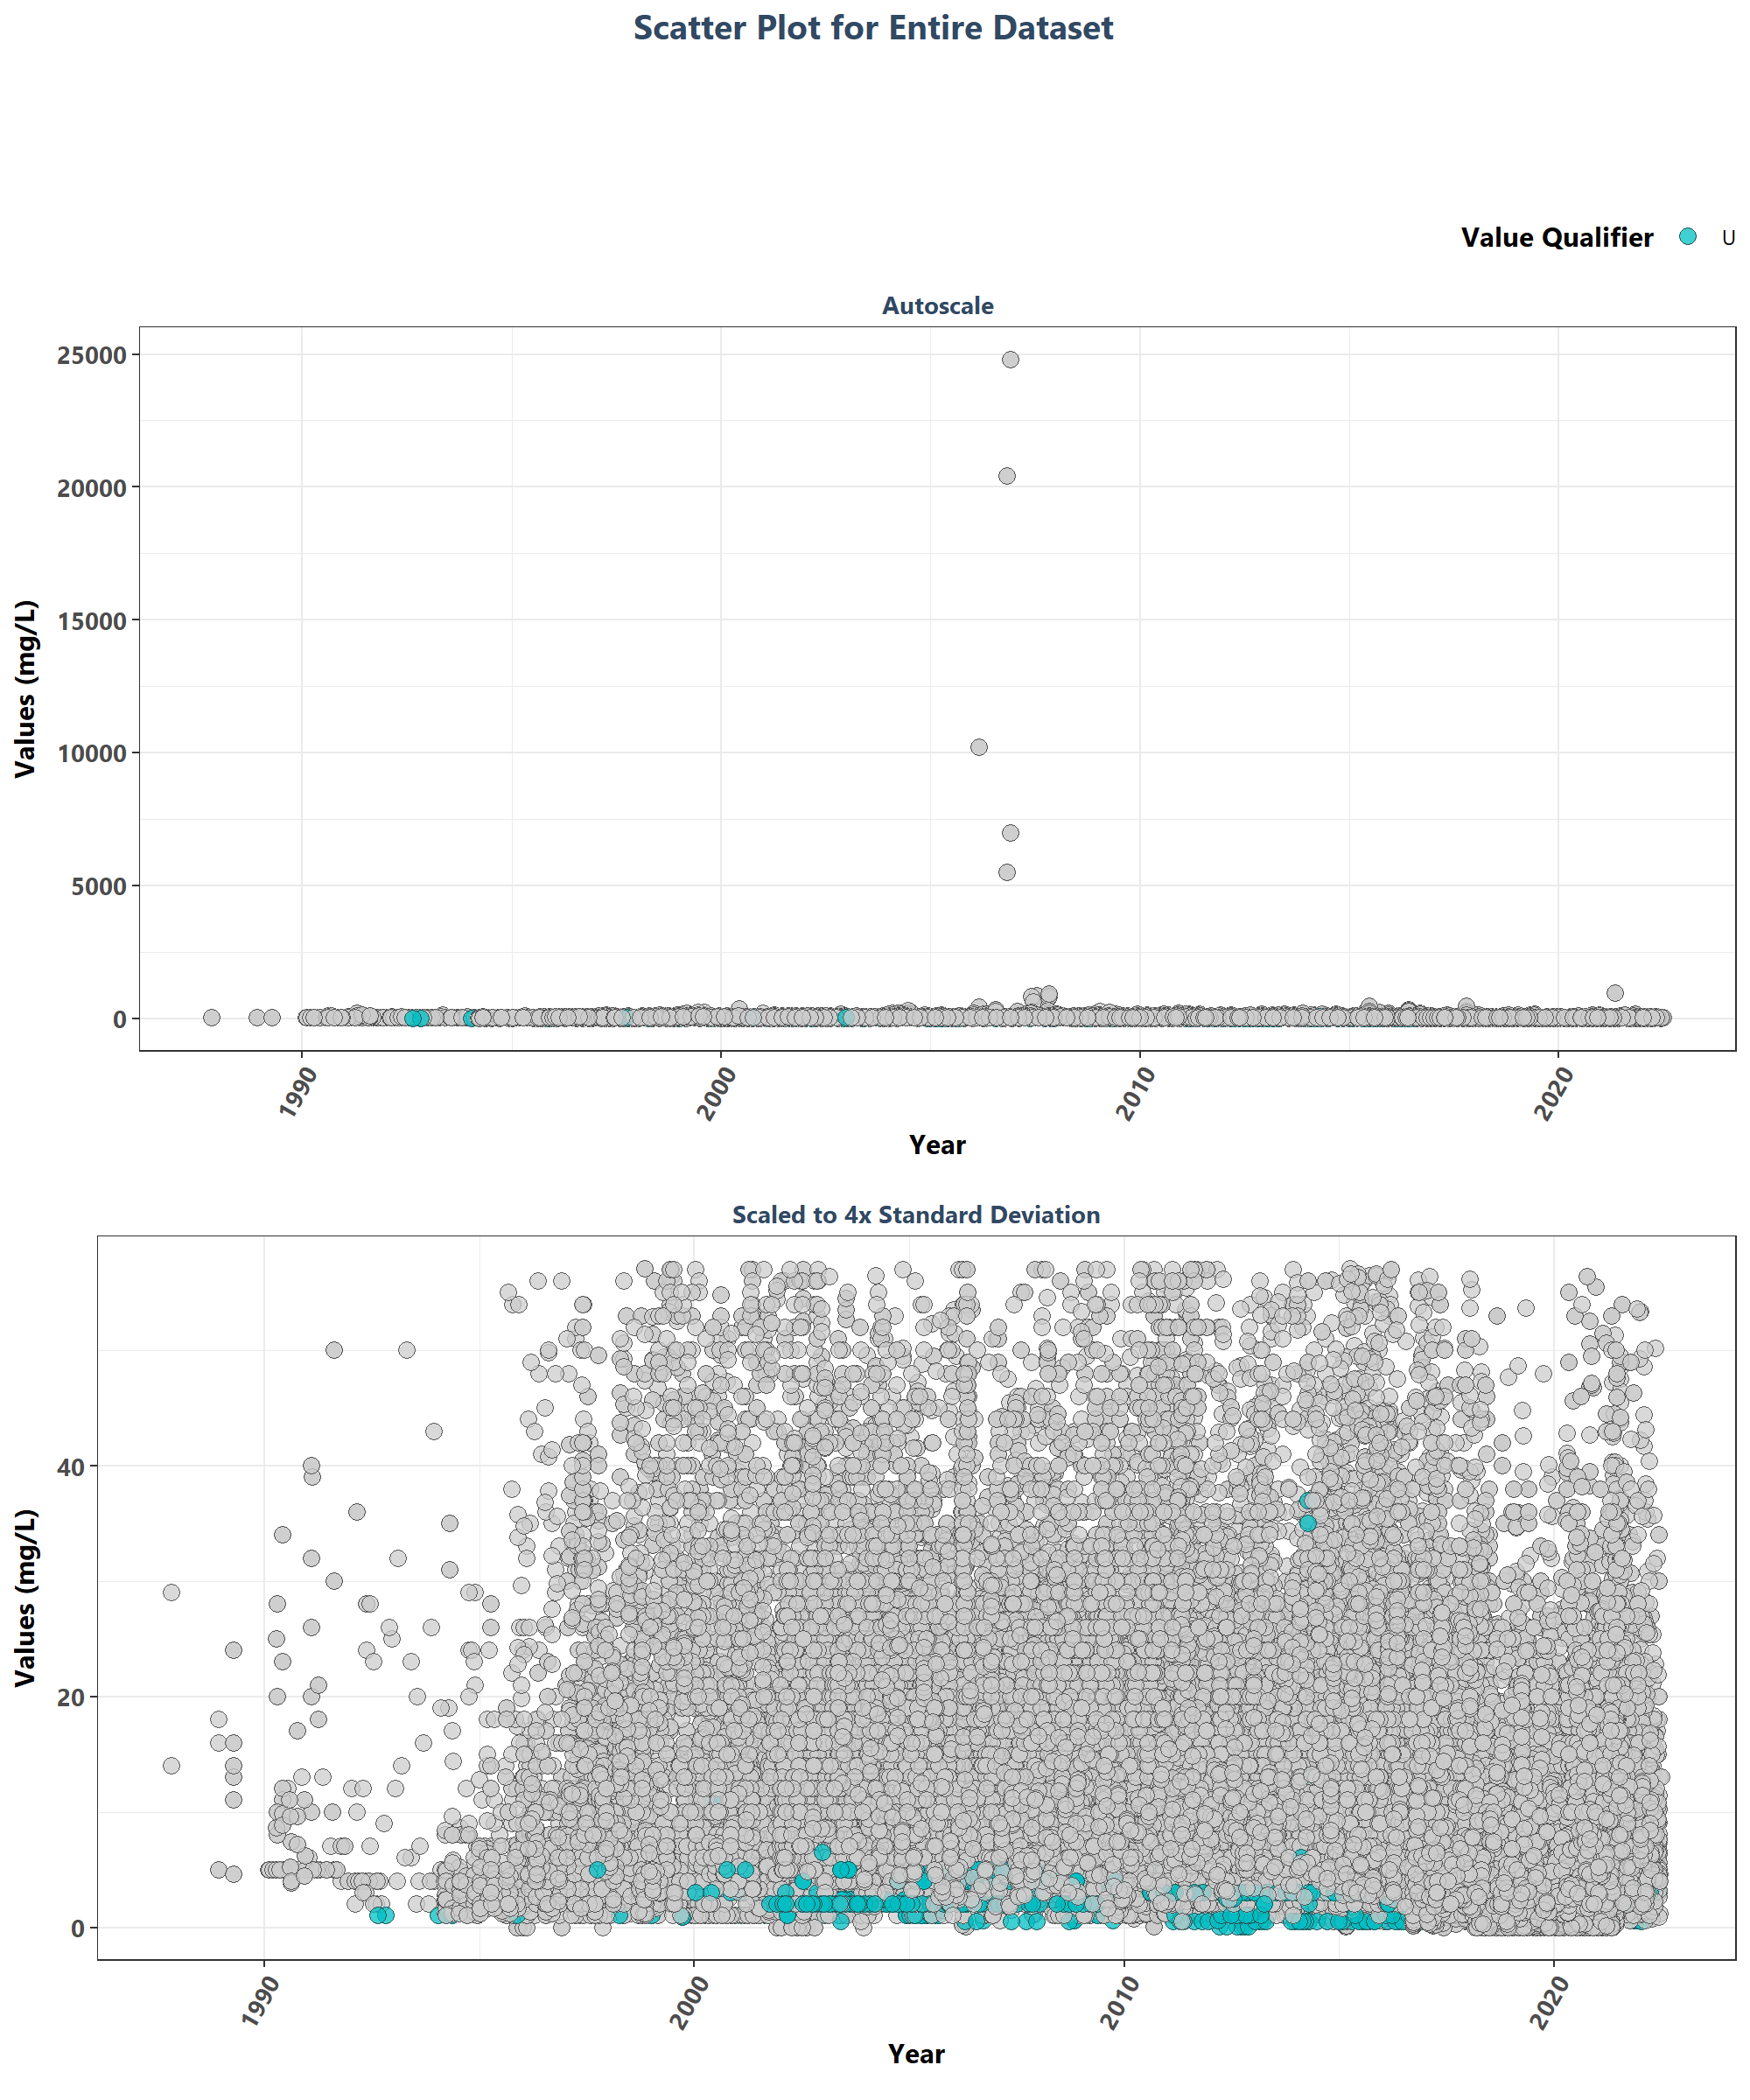 Scatter Plot for Entire Dataset
Value Qualifier U
Autoscale
Values (mg/L)
25000
20000
15000
10000
5000
0
1990 2000 2010 2020
Year
Scaled to 4x Standard Deviation
Values (mg/L)
40
20
0
1990 2000 2010 2020
Year